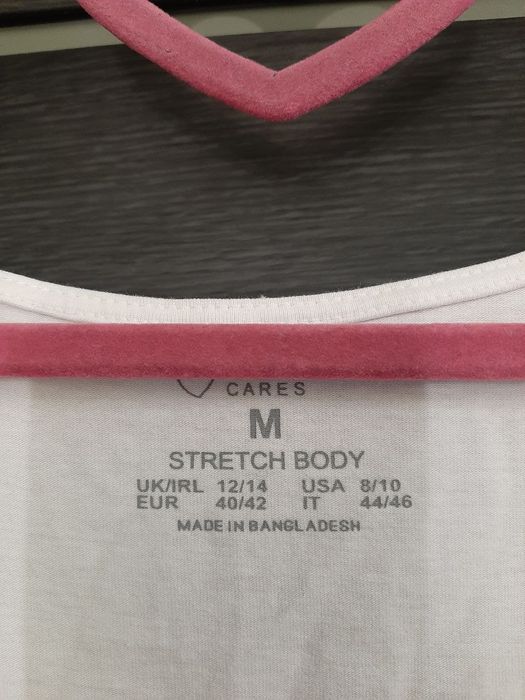 CARES
M
STRETCH BODY
UK/IRL 12/14 USA 8/10
EUR 40/42 IT 44/46
MADE IN BANGLADESH